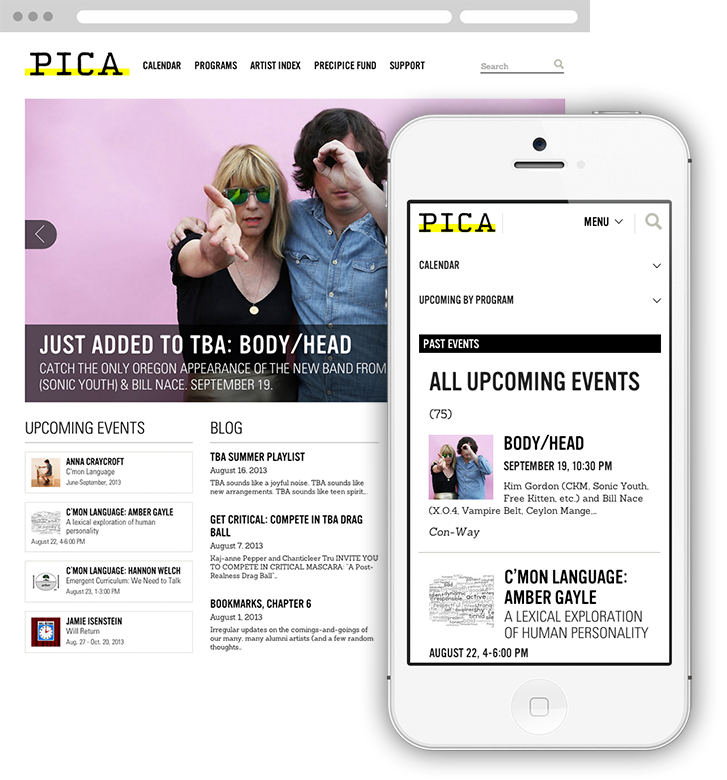 PICA
CALENDAR PROGRAMS ARTIST INDEX PRECIPICE FUND SUPPORT
Search
JUST ADDED TO TBA: BODY/HEAD
CATCH THE ONLY OREGON APPEARANCE OF THE NEW BAND FROM
(SONIC YOUTH) & BILL NACE. SEPTEMBER 19.
UPCOMING EVENTS
ANNA CRAYCROFT
C'mon Language
June-September, 2013
C'MON LANGUAGE: AMBER GAYLE
A lexical exploration of human
personality
August 22, 4-6:00 PM
C'MON LANGUAGE: HANNON WELCH
Emergent Curriculum: We Need to Talk
August 23, 1-3:00 PM
JAMIE ISENSTEIN
Will Return
Aug. 27 - Oct. 20, 2013
BLOG
TBA SUMMER PLAYLIST
August 16, 2013
TBA sounds like a joyful noise. TBA sounds like
new arrangements. TBA sounds like teen spirit...
GET CRITICAL: COMPETE IN TBA DRAG
BALL
August 7, 2013
Kaj-anne Pepper and Chanticleer Tru INVITE YOU
TO COMPETE IN CRITICAL MASCARA: "A Post-
Realness Drag Ball"...
BOOKMARKS, CHAPTER 6
August 1, 2013
Irregular updates on the comings-and-goings of
our many, many alumni artists (and a few random
thoughts...
PICA
MENU
CALENDAR
UPCOMING BY PROGRAM
PAST EVENTS
ALL UPCOMING EVENTS
(75)
BODY/HEAD
SEPTEMBER 19, 10:30 PM
Kim Gordon (CKM, Sonic Youth,
Free Kitten, etc.) and Bill Nace
(X.O.4, Vampire Belt, Ceylon Mange,...
Con-Way
C'MON LANGUAGE:
AMBER GAYLE
A LEXICAL EXPLORATION
OF HUMAN PERSONALITY
AUGUST 22, 4-6:00 PM